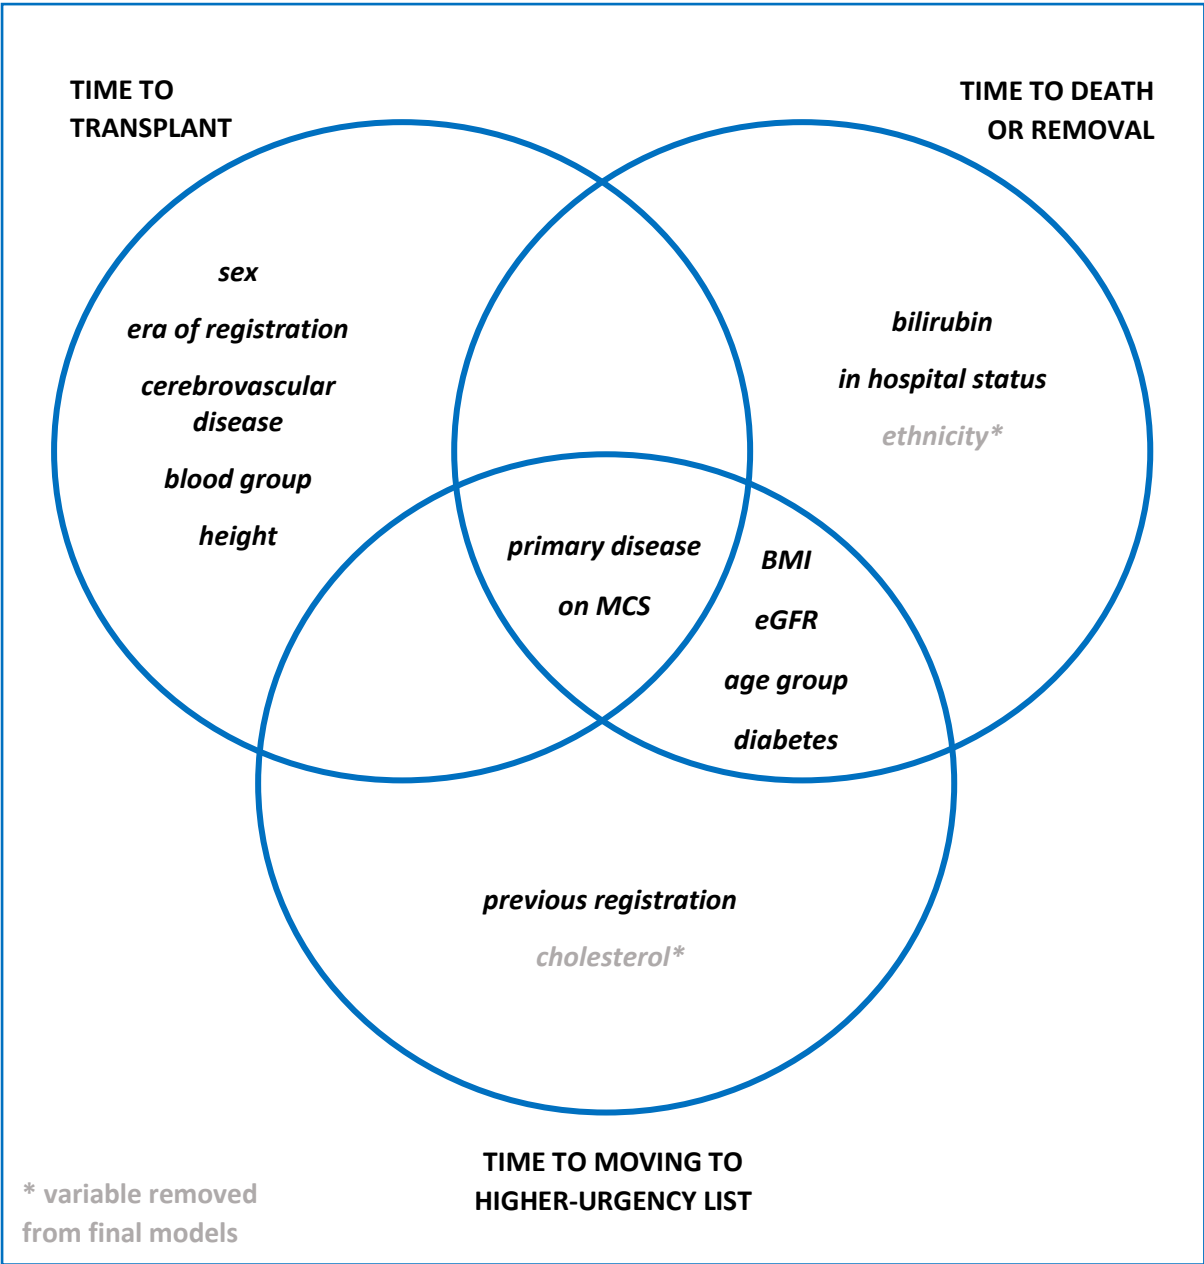 TIME TO
TRANSPLANT
TIME TO DEATH
OR REMOVAL
sex
era of registration
cerebrovascular
disease
blood group
height
bilirubin
in hospital status
ethnicity*
primary disease
on MCS
BMI
eGFR
age group
diabetes
previous registration
cholesterol*
TIME TO MOVING TO
HIGHER-URGENCY LIST
* variable removed
from final models